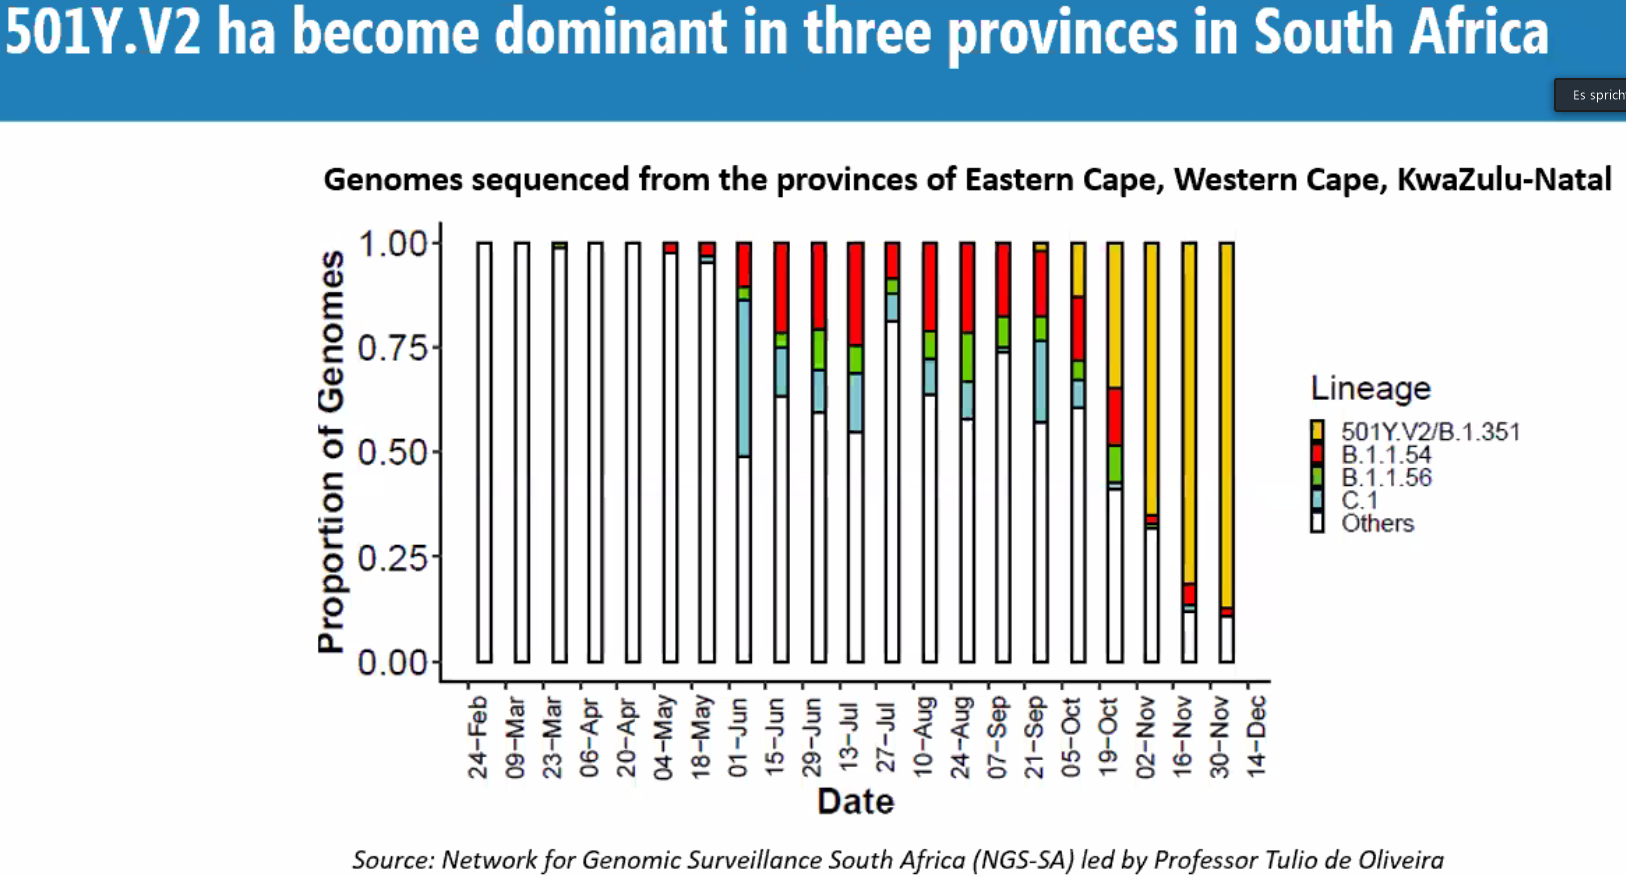 501Y.V2 ha become dominant in three provinces in South Africa
Es sprich
Genomes sequenced from the provinces of Eastern Cape, Western Cape, KwaZulu-Natal
Proportion of Genomes
1.00
0.75
0.50
0.25
0.00
24-Feb
09-Mar
23-Mar
06-Apr
20-Apr
04-May
18-May
01-Jun
15-Jun
29-Jun
13-Jul
27-Jul
10-Aug
24-Aug
07-Sep
21-Sep
05-Oct
19-Oct
02-Nov
16-Nov
30-Nov
14-Dec
Date
Lineage
501Y.V2/B.1.351
B.1.1.54
B.1.1.56
C.1
Others
Source: Network for Genomic Surveillance South Africa (NGS-SA) led by Professor Tulio de Oliveira